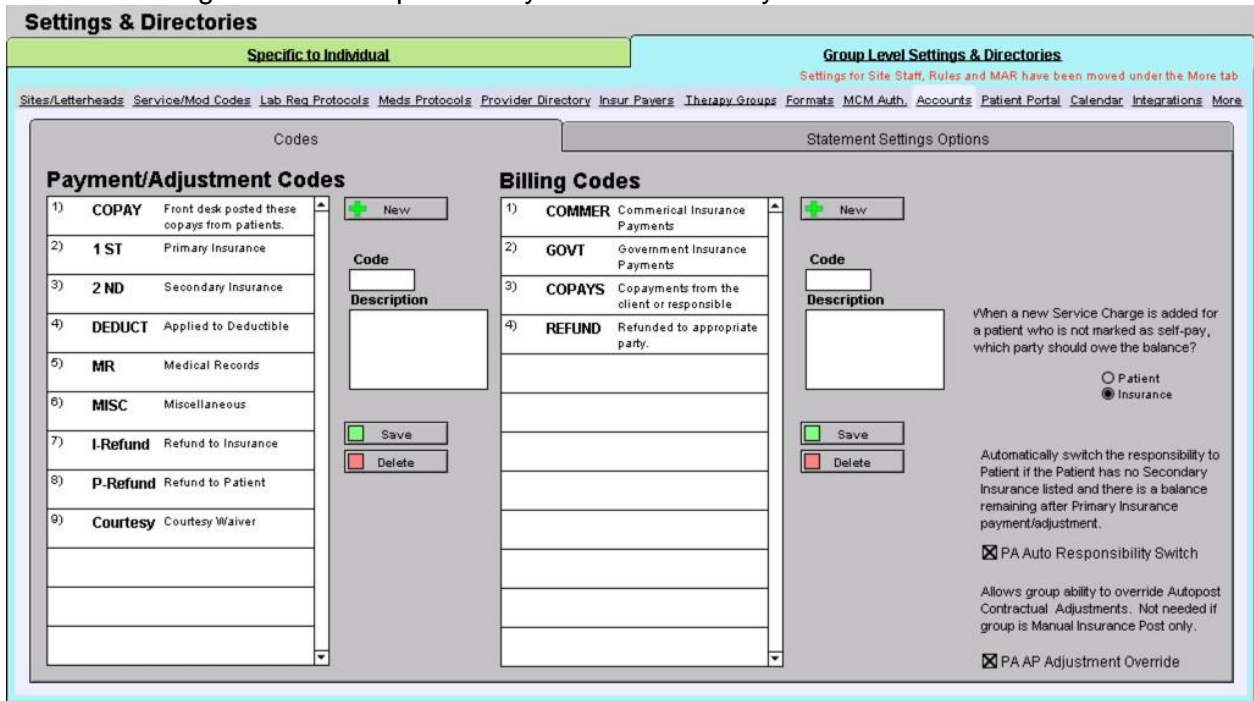 Settings & Directories
Specific to Individual
Group Level Settings & Directories
Settings for Site Staff, Rules and MAR have been moved under the More tab
Sites/Letterheads Service/Mod Codes Lab Req Protocols Meds Protocols Provider Directory Insur Payers Therapy Groups Formats MCM Auth. Accounts Patient Portal Calendar Integrations More
Codes
Statement Settings Options
Payment/Adjustment Codes
1) COPAY Front desk posted these
copays from patients.
2) 1 ST Primary Insurance
3) 2 ND Secondary Insurance
4) DEDUCT Applied to Deductible
5) MR Medical Records
6) MISC Miscellaneous
7) I-Refund Refund to Insurance
8) P-Refund Refund to Patient
9) Courtesy Courtesy Waiver
New
Code
Description
Save
Delete
Billing Codes
1) COMMER Commerical Insurance
Payments
2) GOVT Government Insurance
Payments
3) COPAYS Copayments from the
client or responsible
4) REFUND Refunded to appropriate
party.
New
Code
Description
Save
Delete
When a new Service Charge is added for
a patient who is not marked as self-pay,
which party should owe the balance?
Patient
Insurance
Automatically switch the responsibility to
Patient if the Patient has no Secondary
Insurance listed and there is a balance
remaining after Primary Insurance
payment/adjustment.
PA Auto Responsibility Switch
Allows group ability to override Autopost
Contractual Adjustments. Not needed if
group is Manual Insurance Post only.
PA AP Adjustment Override